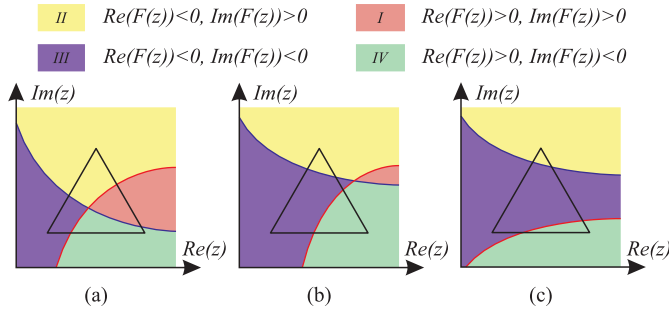 II Re(F(z))<0, Im(F(z))>0 I Re(F(z))>0, Im(F(z))>0
III Re(F(z))<0, Im(F(z))<0 IV Re(F(z))>0, Im(F(z))<0
Im(z) Im(z) Im(z)
Re(z) Re(z) Re(z)
(a) (b) (c)